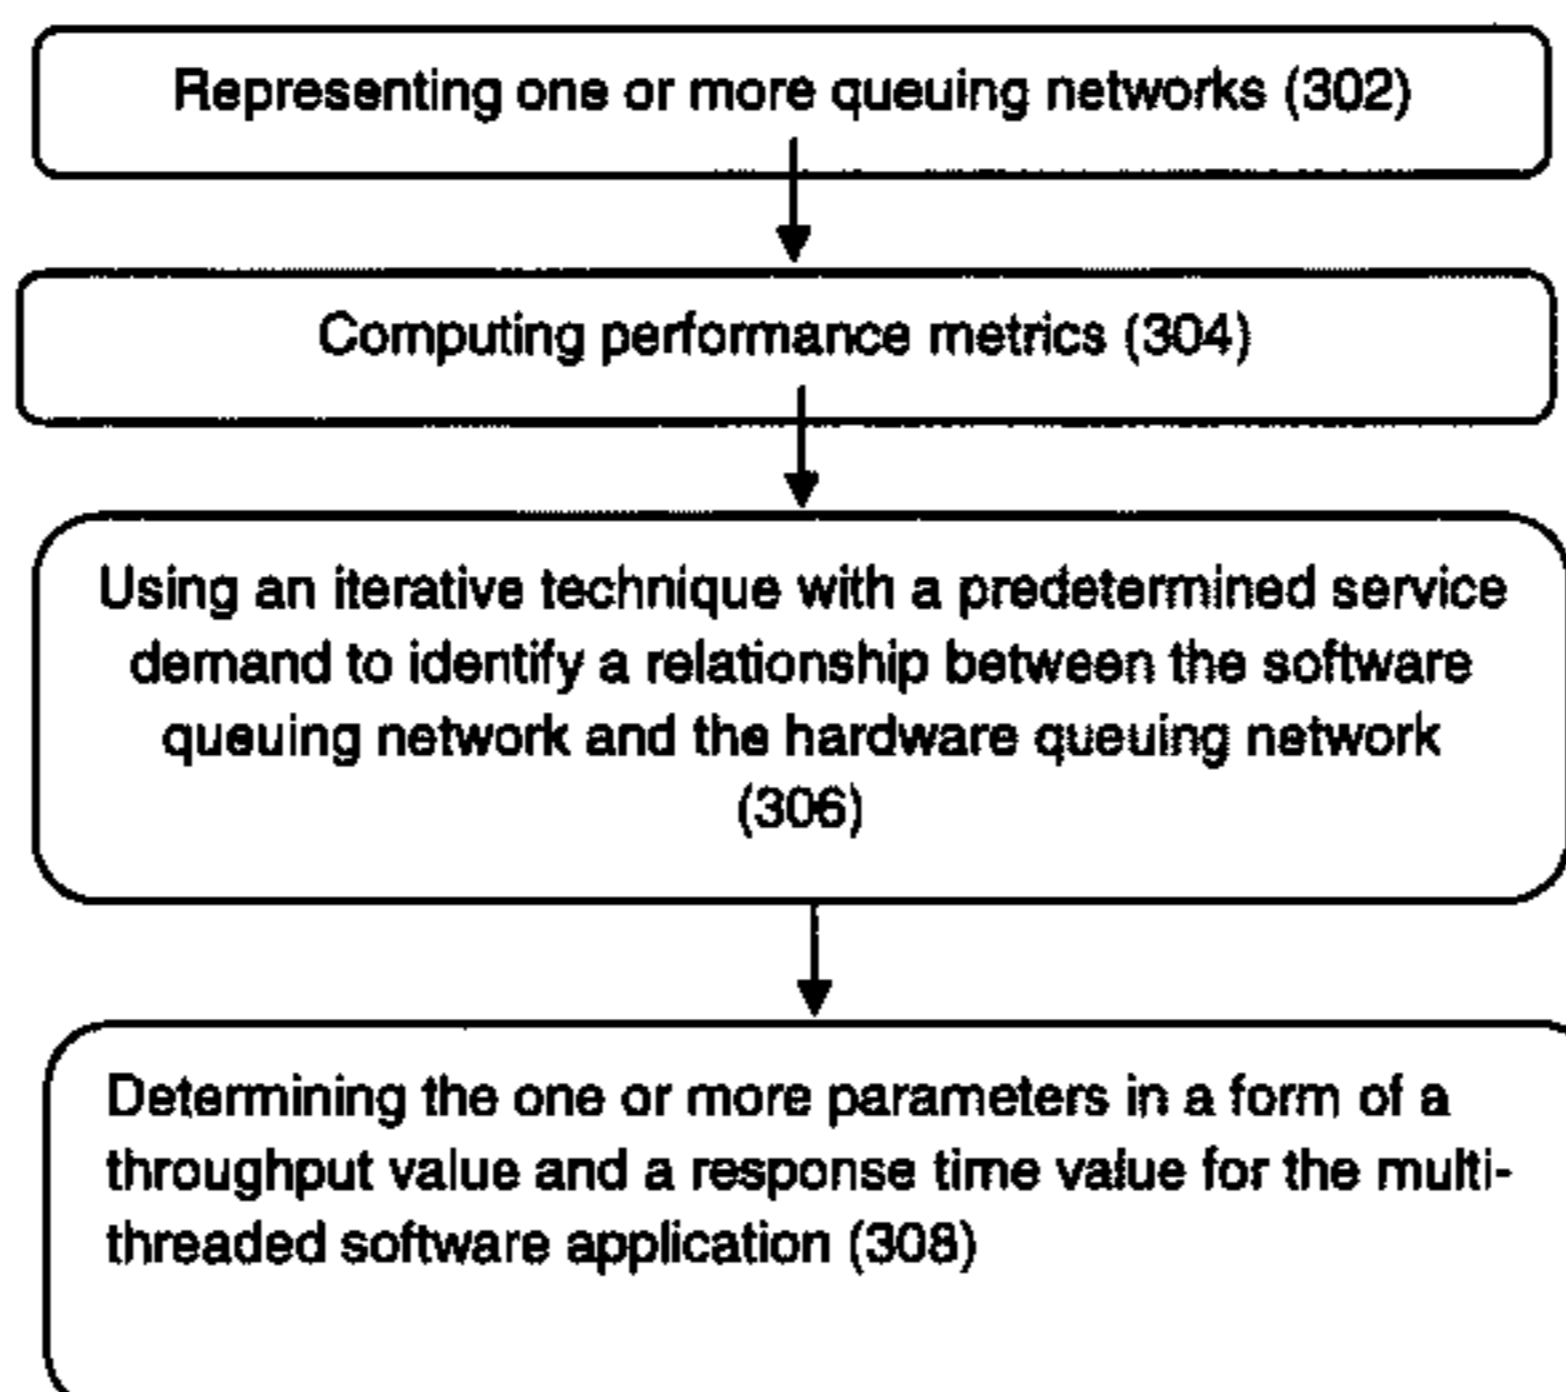 Representing one or more queuing networks (302)
Computing performance metrics (304)
Using an iterative technique with a predetermined service
demand to identify a relationship between the software
queuing network and the hardware queuing network
(306)
Determining the one or more parameters in a form of a
throughput value and a response time value for the multi-
threaded software application (308)